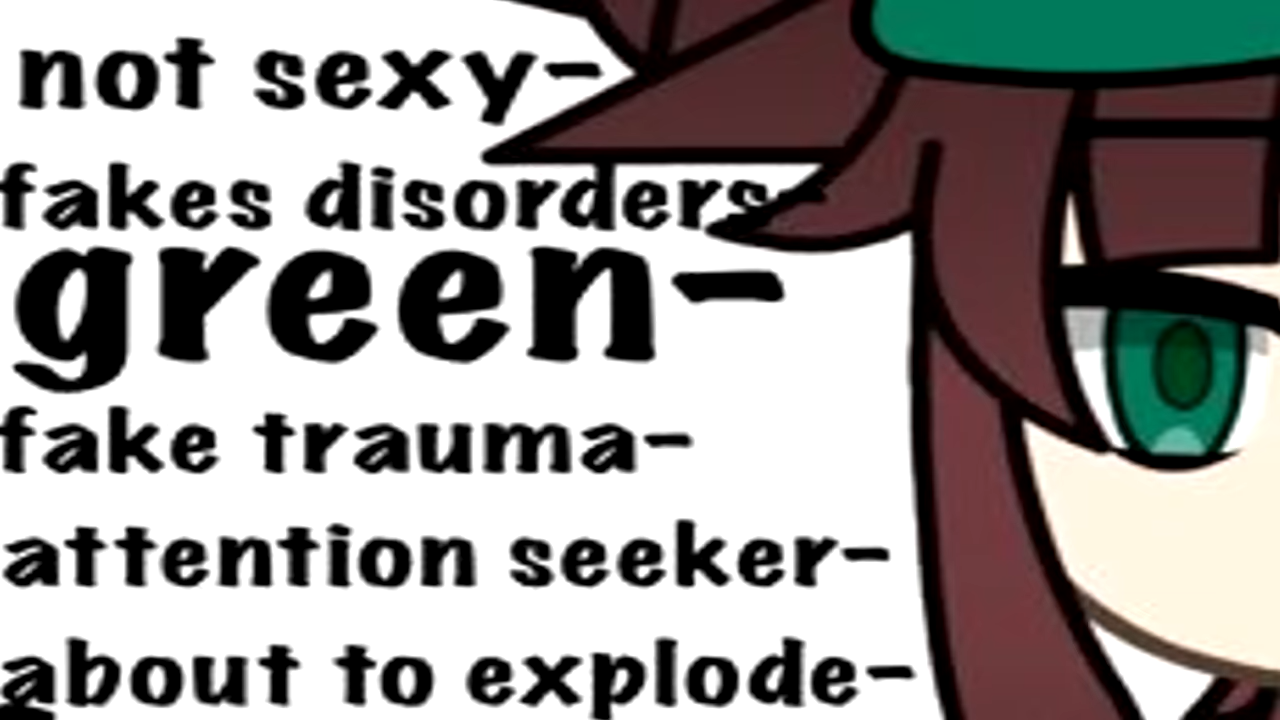 not sexy-
fakes disorders-
green-
fake trauma-
attention seeker-
about to explode-